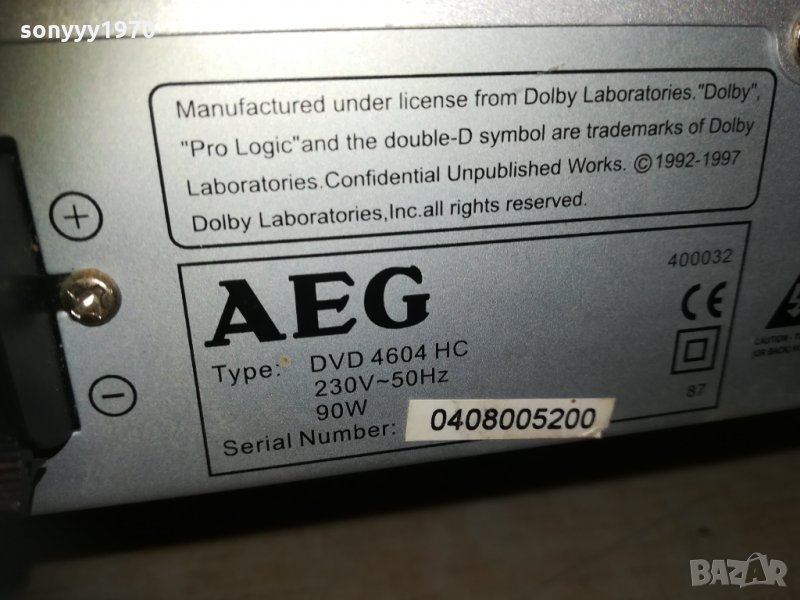 sonyyy1970
Manufactured under license from Dolby Laboratories."Dolby",
"Pro Logic"and the double-D symbol are trademarks of Dolby
Laboratories.Confidential Unpublished Works. ©1992-1997
Dolby Laboratories,Inc.all rights reserved.
AEG
400032
CE
Type: DVD 4604 HC
230V~50Hz
90W
87
Serial Number: 0408005200
BAZAR